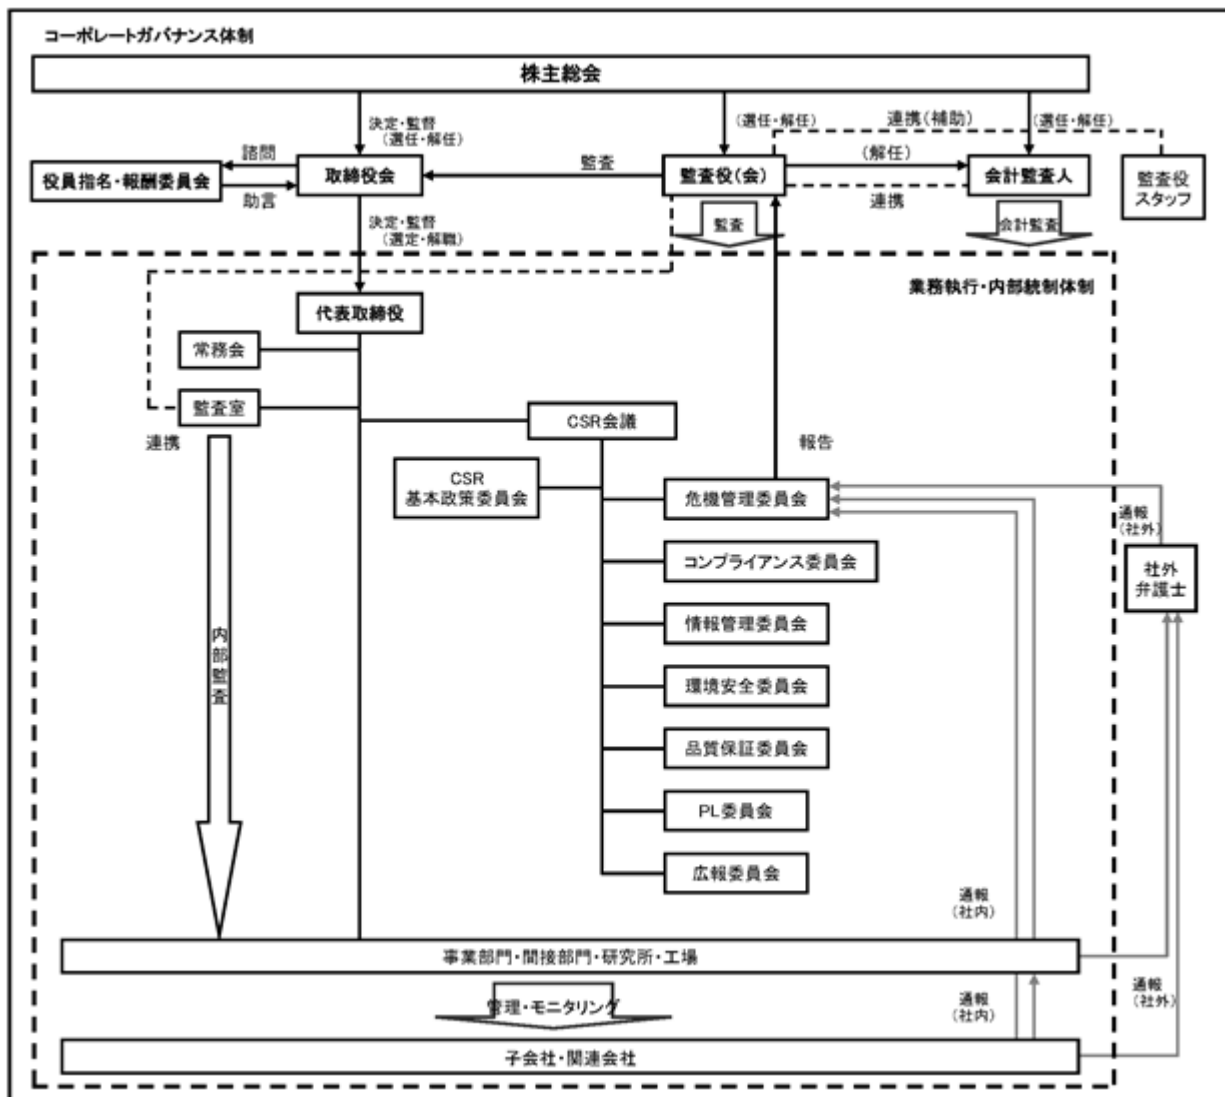 コーポレートガバナンス体制
株主総会
決定・監督
(選任・解任)
(選任・解任)
連携(補助)
(選任・解任)
諮問
役員指名・報酬委員会
助言
取締役会
監査
監査役(会)
(解任)
連携
会計監査人
監査役
スタッフ
決定・監督
(選定・解職)
監査
会計監査
業務執行・内部統制体制
代表取締役
常務会
監査室
連携
CSR会議
報告
CSR
基本政策委員会
危機管理委員会
通報
(社外)
コンプライアンス委員会
社外
弁護士
情報管理委員会
内部監査
環境安全委員会
品質保証委員会
PL委員会
広報委員会
通報
(社内)
事業部門・間接部門・研究所・工場
管理・モニタリング
通報
(社内)
通報
(社外)
子会社・関連会社